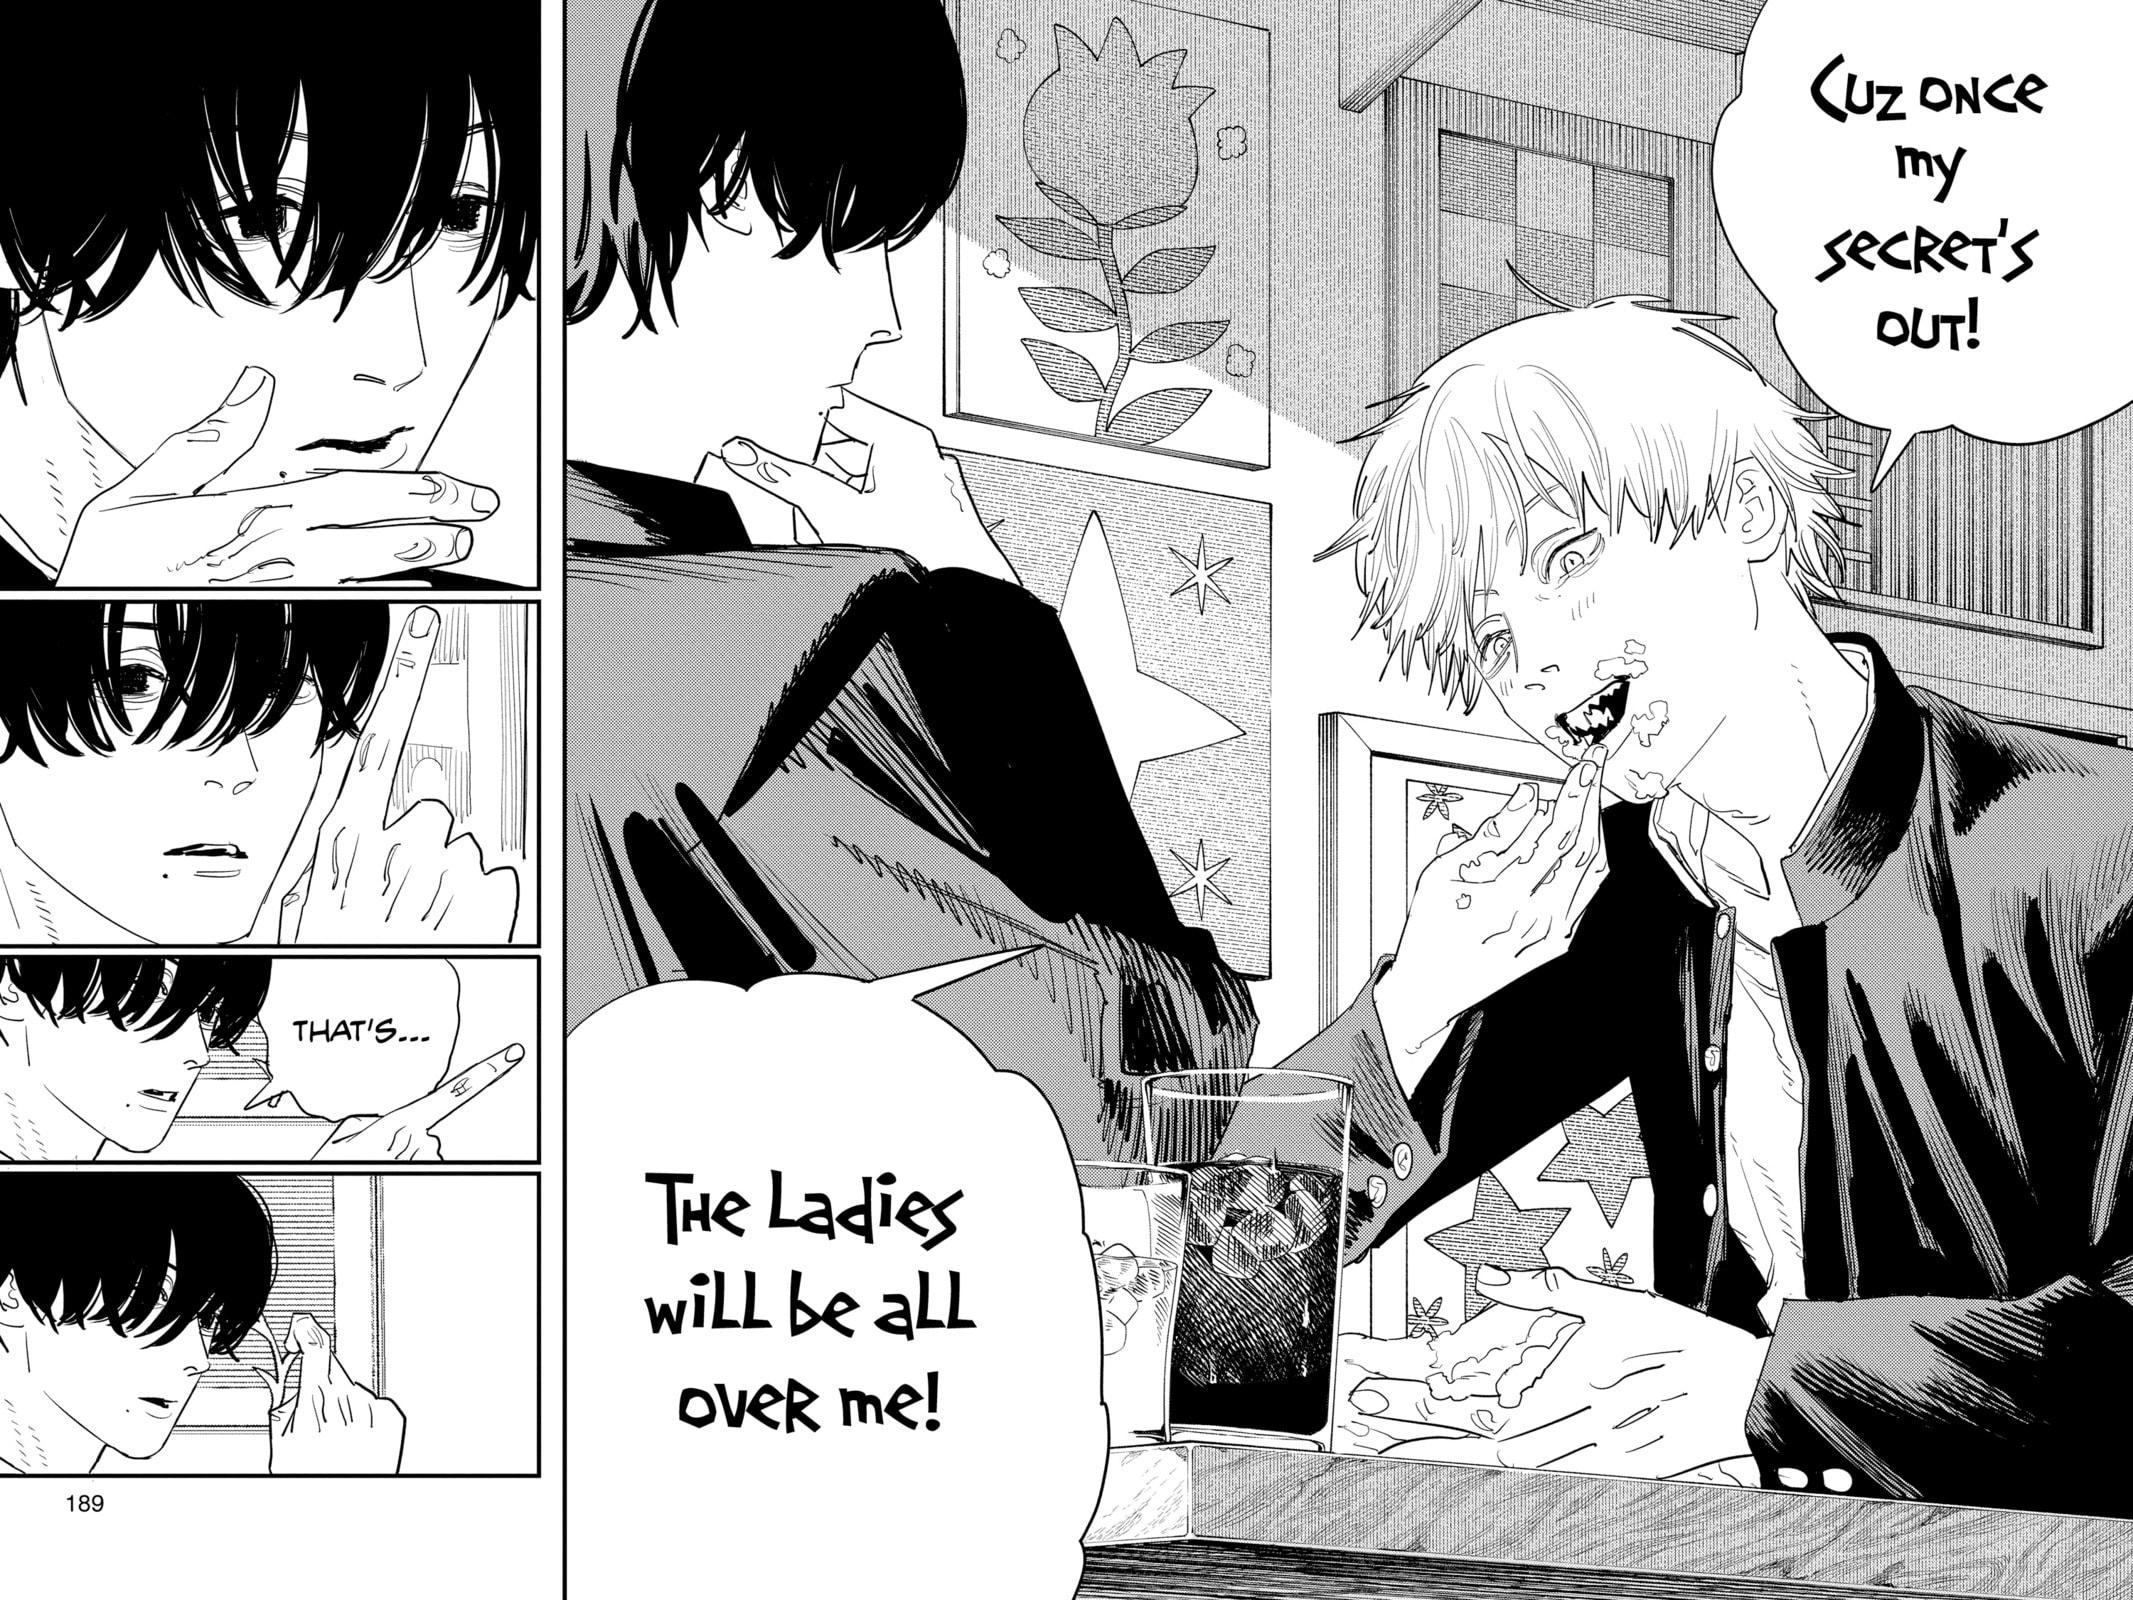 Cuz once
my
secret's
out!
The ladies
will be all
over me!
THAT'S...
189